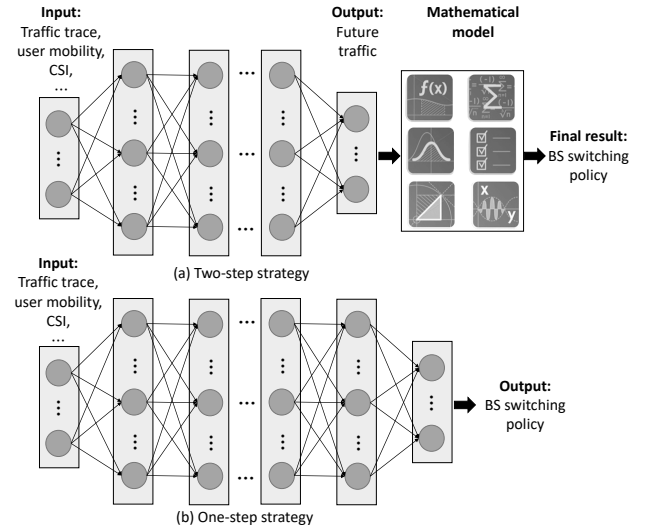 Input:
Traffic trace,
user mobility,
CSI,
...
Output:
Future
traffic
Mathematical
model
f(x)
x
y
Final result:
BS switching
policy
(a) Two-step strategy
Input:
Traffic trace,
user mobility,
CSI,
...
Output:
BS switching
policy
(b) One-step strategy